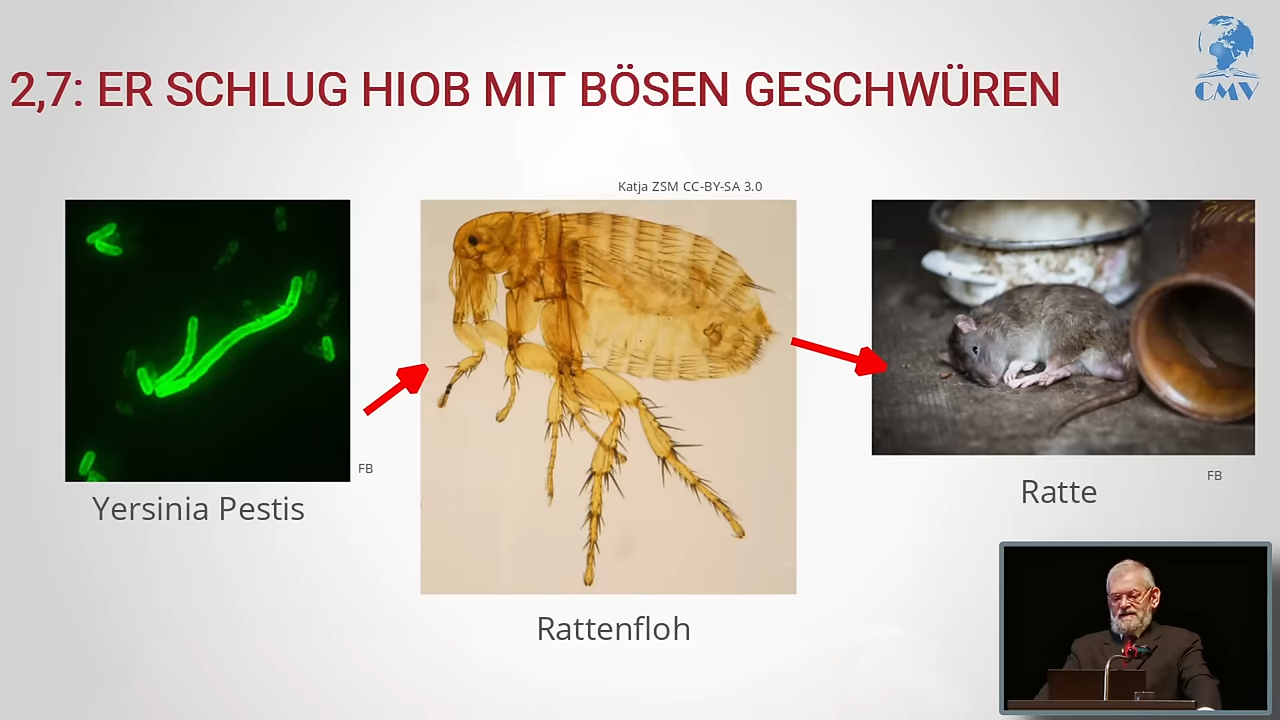 2,7: ER SCHLUG HIOB MIT BÖSEN GESCHWÜREN
CMV
Katja ZSM CC-BY-SA 3.0
FB
Yersinia Pestis
FB
Ratte
Rattenfloh